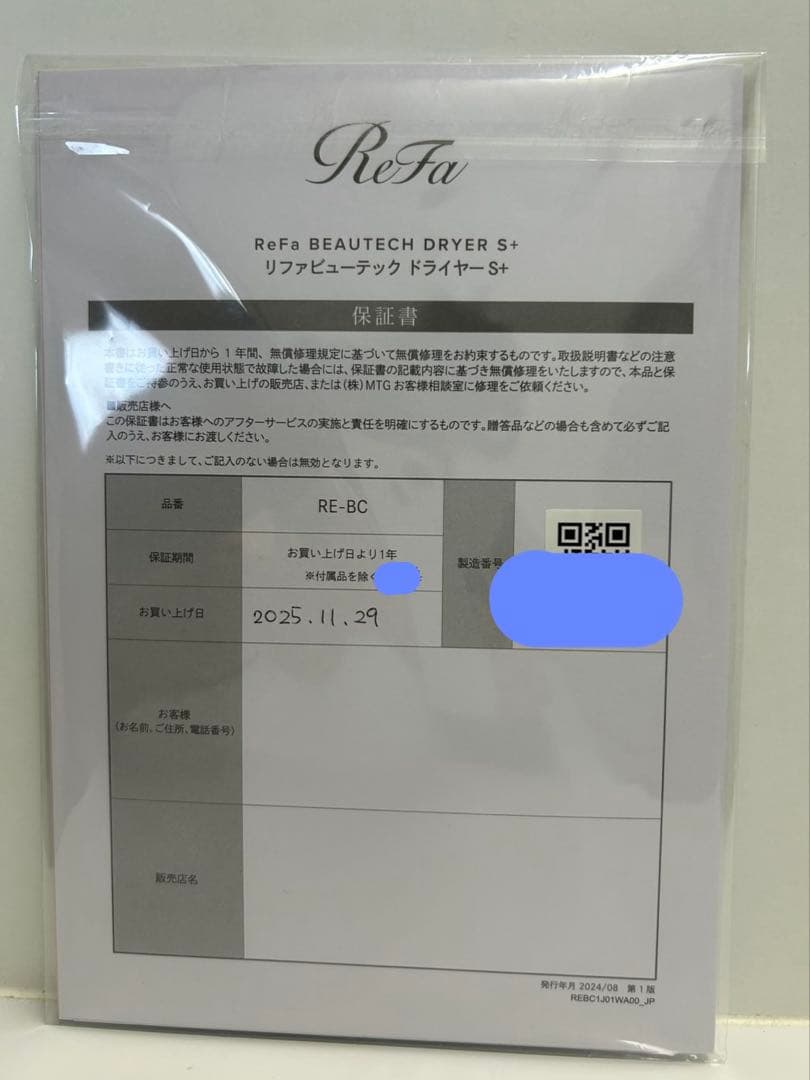 ReFa
ReFa BEAUTECH DRYER S+
リファビューテック ドライヤー S+
保証書
本書はお買い上げ日から 1 年間、無償修理規定に基づいて無償修理をお約束するものです。取扱説明書などの注意
書きに従った正常な使用状態で故障した場合には、保証書の記載内容に基づき無償修理をいたしますので、本品と保
証書をご持参のうえ、お買い上げの販売店、または(株)MTG お客様相談室に修理をご依頼ください。
■販売店様へ
この保証書はお客様へのアフターサービスの実施と責任を明確にするものです。贈答品などの場合も含めて必ずご記
入のうえ、お客様にお渡しください。
※以下につきまして、ご記入のない場合は無効となります。
品番
RE-BC
保証期間
お買い上げ日より1年
※付属品を除く
製造番号
お買い上げ日
2025.11.29
お客様
(お名前、ご住所、電話番号)
販売店名
発行年月 2024/08 第1版
REBC1J01WA00_JP